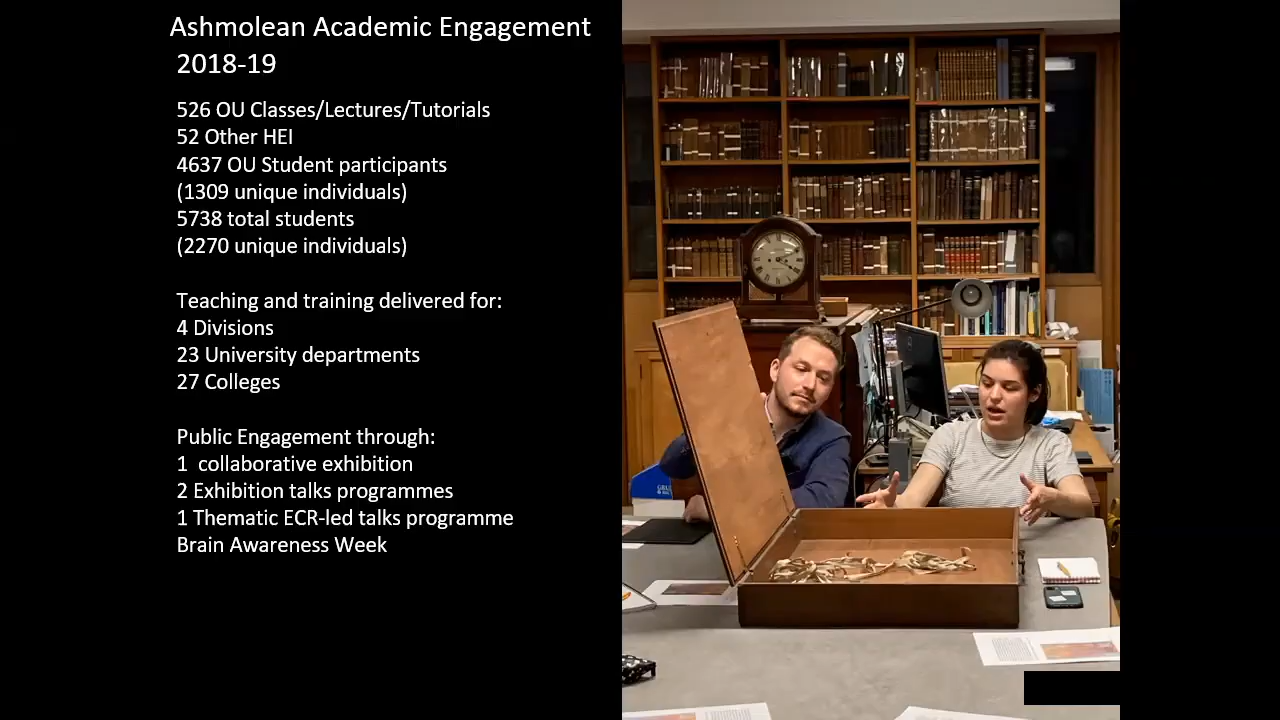 Ashmolean Academic Engagement
2018-19
526 OU Classes/Lectures/Tutorials
52 Other HEI
4637 OU Student participants
(1309 unique individuals)
5738 total students
(2270 unique individuals)
Teaching and training delivered for:
4 Divisions
23 University departments
27 Colleges
Public Engagement through:
1  collaborative exhibition
2 Exhibition talks programmes
1 Thematic ECR-led talks programme
Brain Awareness Week